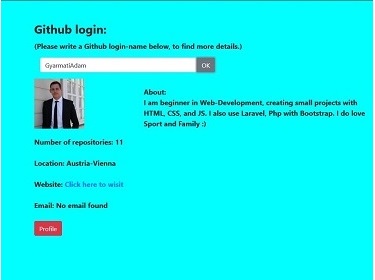 Github login:
(Please write a Github login-name below, to find more details.)
GyarmatiAdam OK
About:
I am beginner in Web-Development, creating small projects with
HTML, CSS, and JS. I also use Laravel, Php with Bootstrap. I do love
Sport and Family :)
Number of repositories: 11
Location: Austria-Vienna
Website: Click here to wisit
Email: No email found
Profile